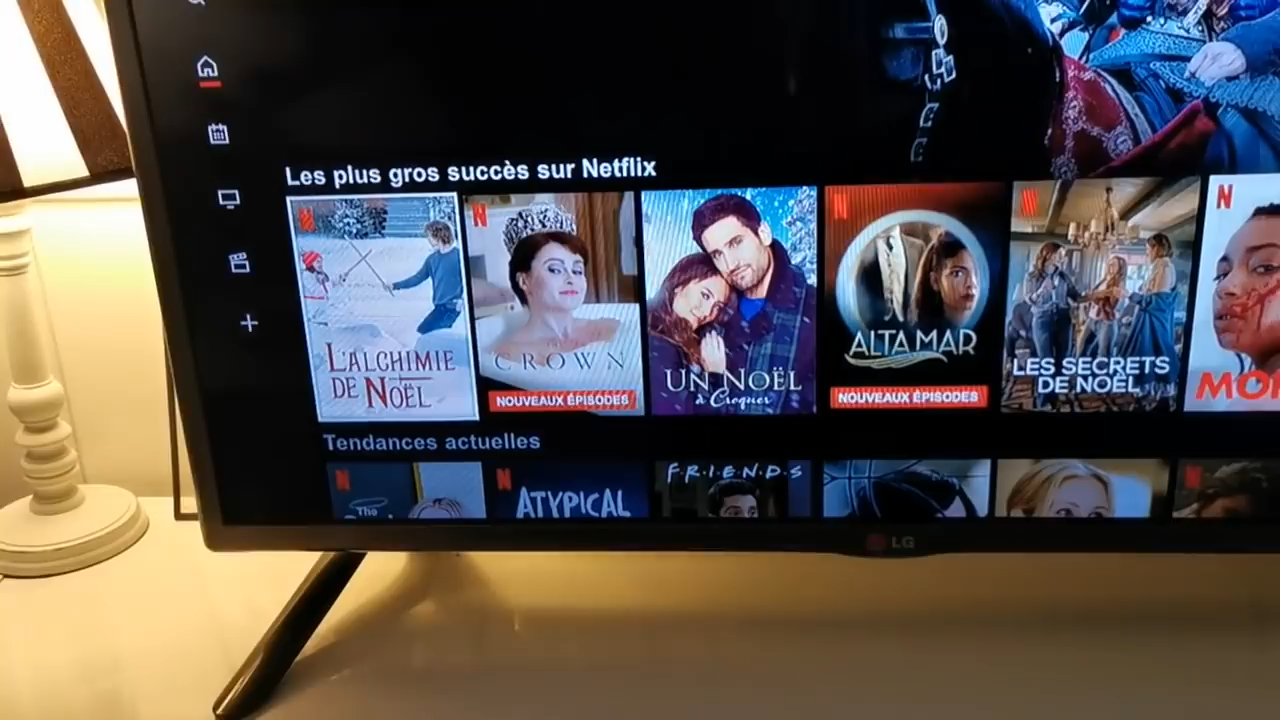 Les plus gros succès sur Netflix
N
L'ALCHIMIE
DE NOËL
N
CROWN
NOUVEAUX ÉPISODES
UN NOËL
à Croquer
N
ALTA MAR
NOUVEAUX ÉPISODES
N
LES SECRETS
DE NOËL
N
Tendances actuelles
N
The
N
ATYPICAL
F·R·I·E·N·D·S
N
LG